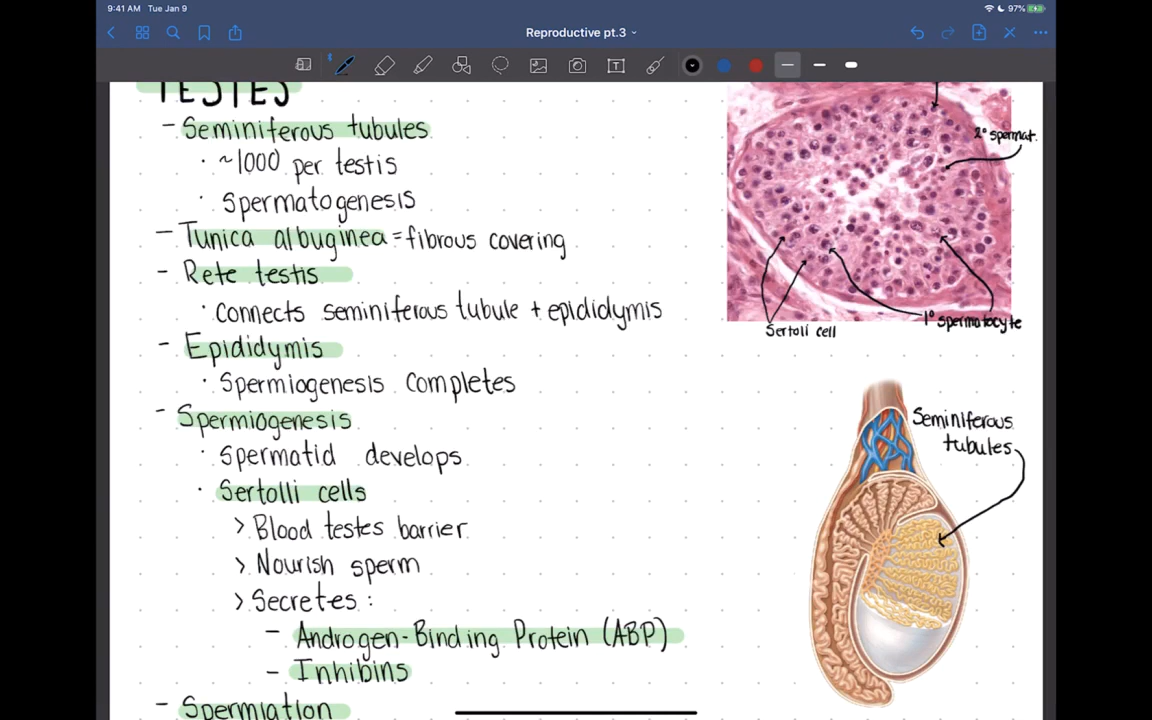 9:41 AM Tue Jan 9
97%
Reproductive pt.3
TESTES
- Seminiferous tubules
· ~1000 per testis
· Spermatogenesis
- Tunica albuginea = fibrous covering
- Rete testis
· Connects seminiferous tubule + epididymis
- Epididymis
· Spermiogenesis completes
- Spermiogenesis
· Spermatid develops
· Sertolli cells
> Blood testes barrier
> Nourish sperm
> Secretes:
- Androgen-Binding Protein (ABP)
- Inhibins
- Spermiation
2° spermat.
Sertoli cell
1° spermatocyte
Seminiferous
tubules